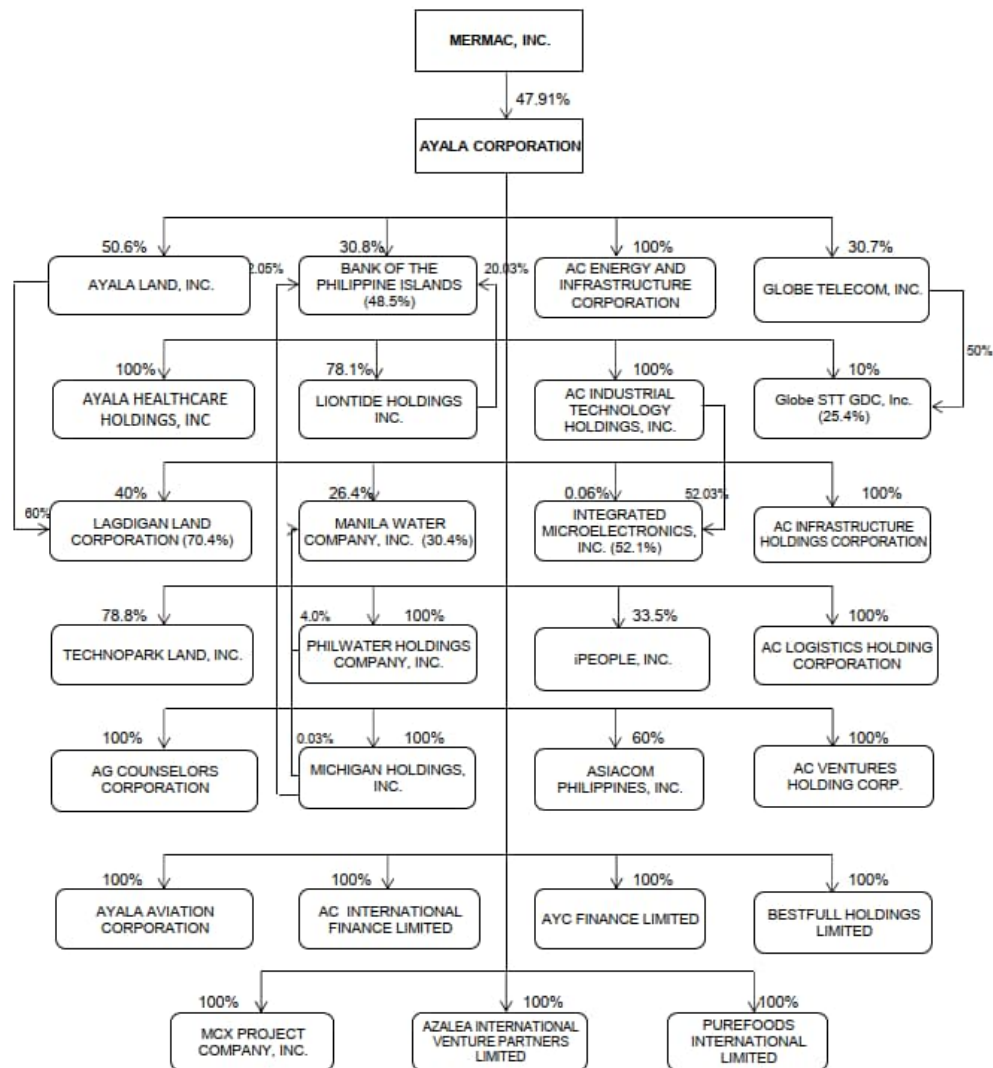 MERMAC, INC.
47.91%
AYALA CORPORATION
50.6%
30.8%
100%
30.7%
AYALA LAND, INC.
2.05%
BANK OF THE
PHILIPPINE ISLANDS
(48.5%)
20.03%
AC ENERGY AND
INFRASTRUCTURE
CORPORATION
GLOBE TELECOM, INC.
50%
100%
78.1%
100%
10%
AYALA HEALTHCARE
HOLDINGS, INC
LIONTIDE HOLDINGS
INC.
AC INDUSTRIAL
TECHNOLOGY
HOLDINGS, INC.
Globe STT GDC, Inc.
(25.4%)
40%
26.4%
0.06%
52.03%
100%
60%
LAGDIGAN LAND
CORPORATION (70.4%)
MANILA WATER
COMPANY, INC. (30.4%)
INTEGRATED
MICROELECTRONICS,
INC. (52.1%)
AC INFRASTRUCTURE
HOLDINGS CORPORATION
78.8%
4.0%
100%
33.5%
100%
TECHNOPARK LAND, INC.
PHILWATER HOLDINGS
COMPANY, INC.
iPEOPLE, INC.
AC LOGISTICS HOLDING
CORPORATION
100%
0.03%
100%
60%
100%
AG COUNSELORS
CORPORATION
MICHIGAN HOLDINGS,
INC.
ASIACOM
PHILIPPINES, INC.
AC VENTURES
HOLDING CORP.
100%
100%
100%
100%
AYALA AVIATION
CORPORATION
AC INTERNATIONAL
FINANCE LIMITED
AYC FINANCE LIMITED
BESTFULL HOLDINGS
LIMITED
100%
100%
100%
MCX PROJECT
COMPANY, INC.
AZALEA INTERNATIONAL
VENTURE PARTNERS
LIMITED
PUREFOODS
INTERNATIONAL
LIMITED